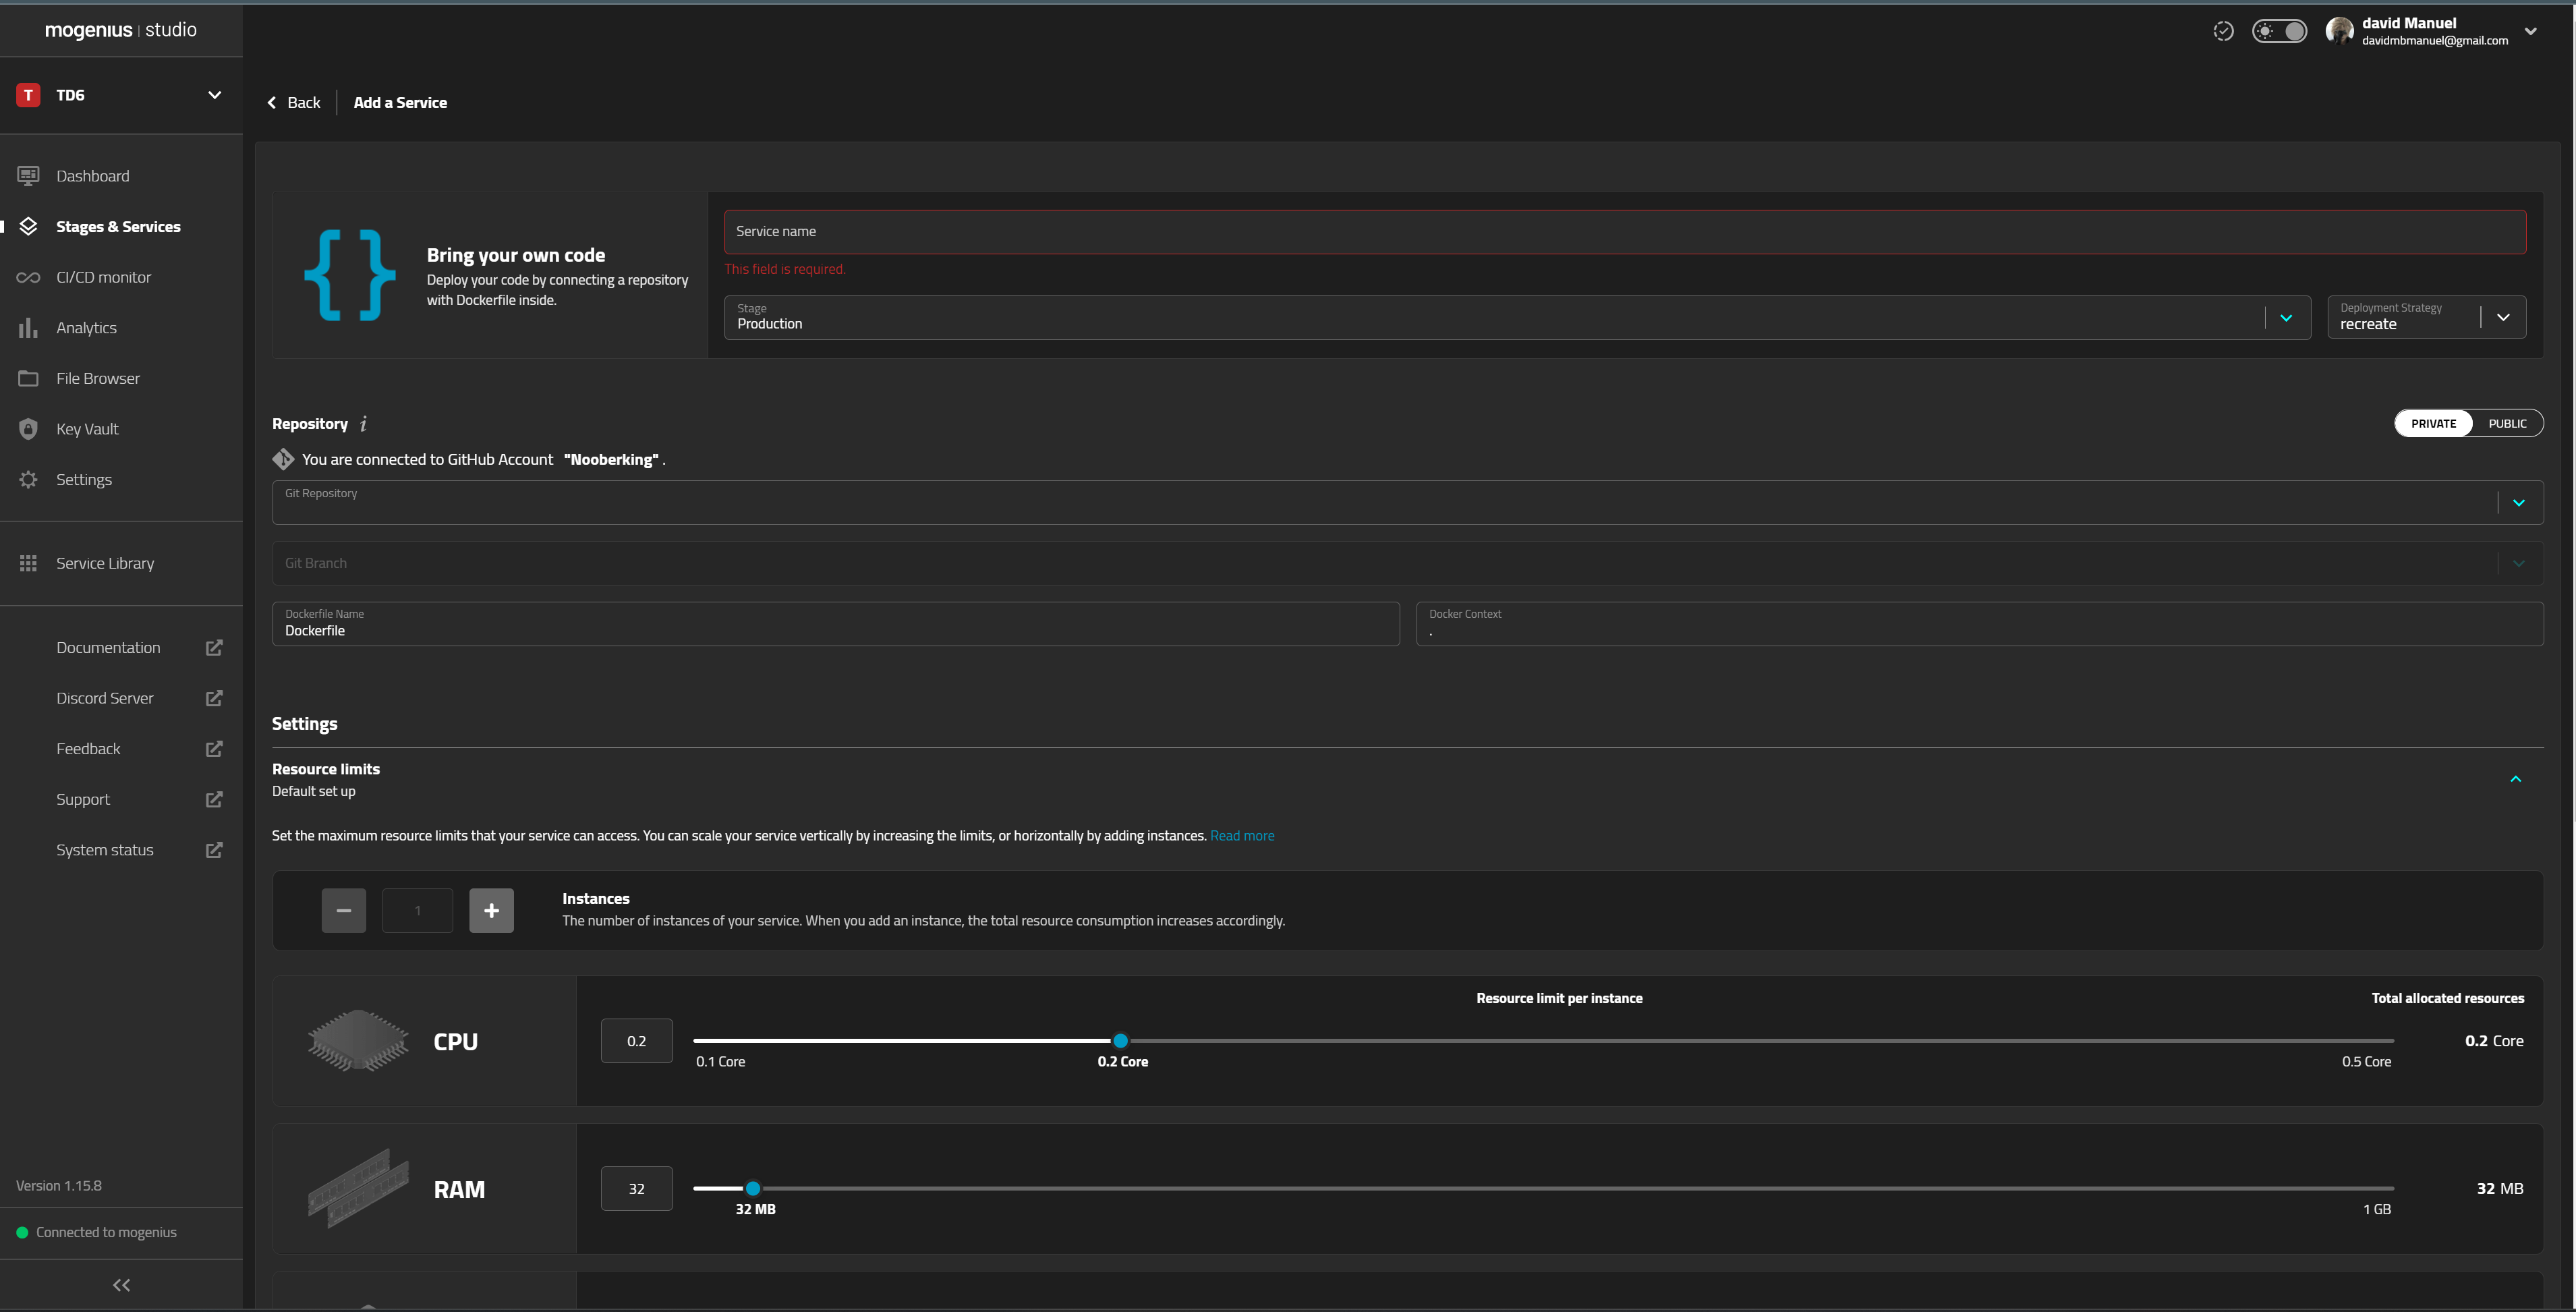 mogenius | studio
david Manuel
davidmbmanuel@gmail.com
T TD6
Back
Add a Service
Dashboard
Stages & Services
CI/CD monitor
Analytics
File Browser
Key Vault
Settings
Service Library
Documentation
Discord Server
Feedback
Support
System status
Version 1.15.8
Connected to mogenius
Bring your own code
Deploy your code by connecting a repository
with Dockerfile inside.
Service name
This field is required.
Stage
Production
Deployment Strategy
recreate
Repository i
PRIVATE PUBLIC
You are connected to GitHub Account "Nooberking" .
Git Repository
Git Branch
Dockerfile Name
Dockerfile
Docker Context
.
Settings
Resource limits
Default set up
Set the maximum resource limits that your service can access. You can scale your service vertically by increasing the limits, or horizontally by adding instances. Read more
1
Instances
The number of instances of your service. When you add an instance, the total resource consumption increases accordingly.
Resource limit per instance
Total allocated resources
CPU
0.2
0.1 Core
0.2 Core
0.5 Core
0.2 Core
RAM
32
32 MB
1 GB
32 MB